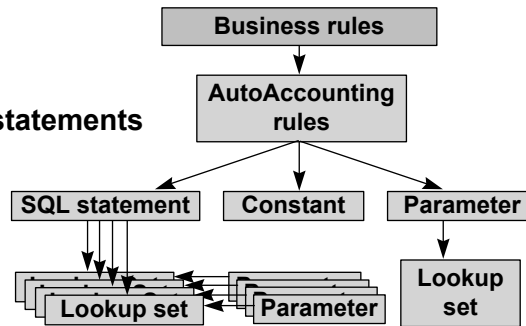 Business rules
AutoAccounting
rules
statements
SQL statement
Constant
Parameter
Lookup
set
Lookup set
Parameter